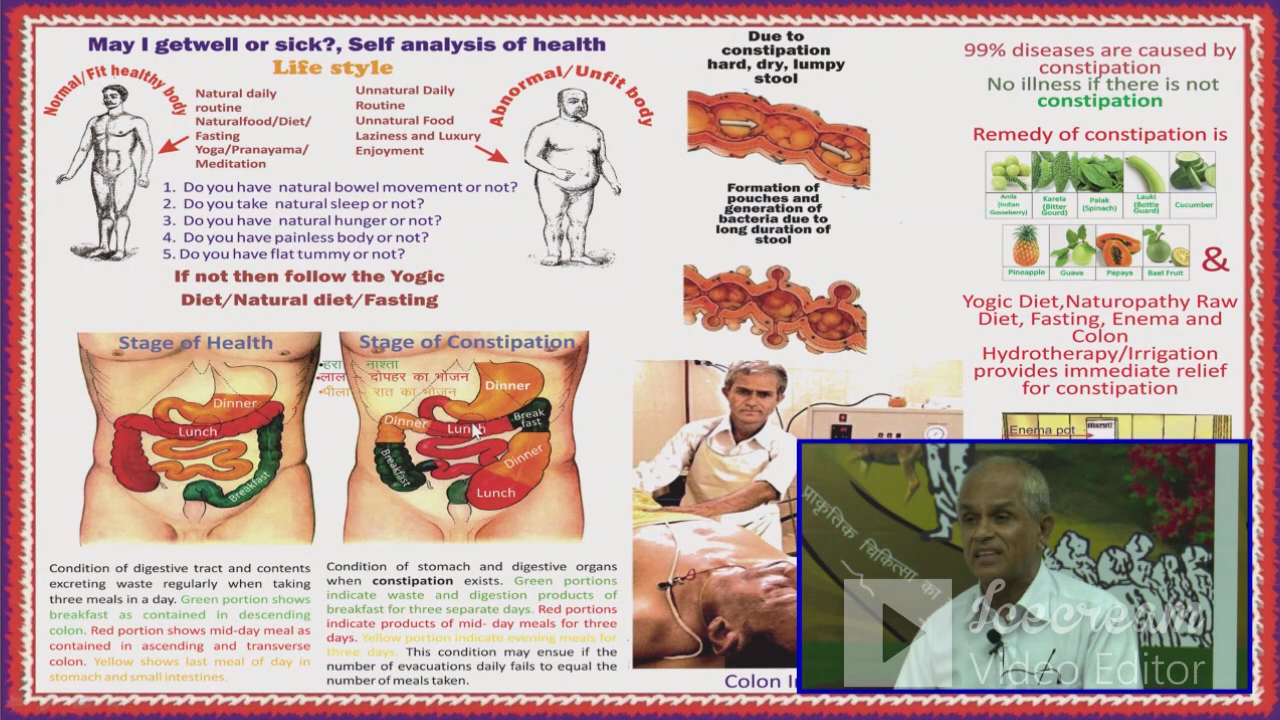 May I getwell or sick?, Self analysis of health
Life style
Normal/Fit healthy body
Natural daily
routine
Naturalfood/Diet/
Fasting
Yoga/Pranayama/
Meditation
Unnatural Daily
Routine
Unnatural Food
Laziness and Luxury
Enjoyment
Abnormal/Unfit body
1. Do you have natural bowel movement or not?
2. Do you take natural sleep or not?
3. Do you have natural hunger or not?
4. Do you have painless body or not?
5. Do you have flat tummy or not?
If not then follow the Yogic
Diet/Natural diet/Fasting
Stage of Health
Dinner
Lunch
Breakfast
Stage of Constipation
•हरा – नाश्ता
•लाल – दोपहर का भोजन
•पीला – रात का भोजन
Dinner
Dinner
Lunch
Break
fast
Breakfast
Dinner
Lunch
Condition of digestive tract and contents
excreting waste regularly when taking
three meals in a day. Green portion shows
breakfast as contained in descending
colon. Red portion shows mid-day meal as
contained in ascending and transverse
colon. Yellow shows last meal of day in
stomach and small intestines.
Condition of stomach and digestive organs
when constipation exists. Green portions
indicate waste and digestion products of
breakfast for three separate days. Red portions
indicate products of mid- day meals for three
days. Yellow portion indicate evening meals for
three days. This condition may ensue if the
number of evacuations daily fails to equal the
number of meals taken.
Due to
constipation
hard, dry, lumpy
stool
Formation of
pouches and
generation of
bacteria due to
long duration of
stool
Colon
99% diseases are caused by
constipation
No illness if there is not
constipation
Remedy of constipation is
Amla
(Indian
Gooseberry)
Karela
(Bitter
Gourd)
Palak
(Spinach)
Lauki
(Bottle
Guard)
Cucumber
Pineapple
Guava
Papaya
Bael Fruit
&
Yogic Diet,Naturopathy Raw
Diet, Fasting, Enema and
Colon
Hydrotherapy/Irrigation
provides immediate relief
for constipation
Enema pot
प्राकृतिक चिकित्सा का
Icecream
Video Editor